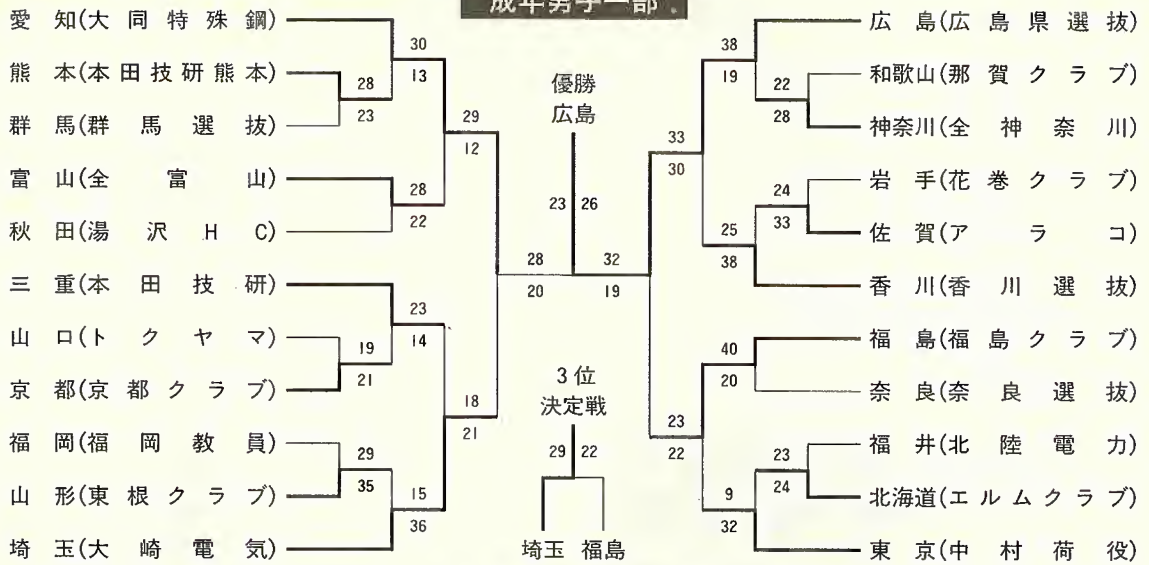 成年男子一部
愛知(大同特殊鋼)
熊本(本田技研熊本)
群馬(群馬選抜)
富山(全富山)
秋田(湯沢HC)
三重(本田技研)
山口(トクヤマ)
京都(京都クラブ)
福岡(福岡教員)
山形(東根クラブ)
埼玉(大崎電気)
30
13
28
23
29
12
28
22
23
14
19
21
18
21
29
35
15
36
28
20
優勝
広島
23 26
32
19
3位
決定戦
29 22
埼玉 福島
38
19
22
28
33
30
24
33
25
38
40
20
23
22
23
24
9
32
広島(広島県選抜)
和歌山(那賀クラブ)
神奈川(全神奈川)
岩手(花巻クラブ)
佐賀(アラコ)
香川(香川選抜)
福島(福島クラブ)
奈良(奈良選抜)
福井(北陸電力)
北海道(エルムクラブ)
東京(中村荷役)